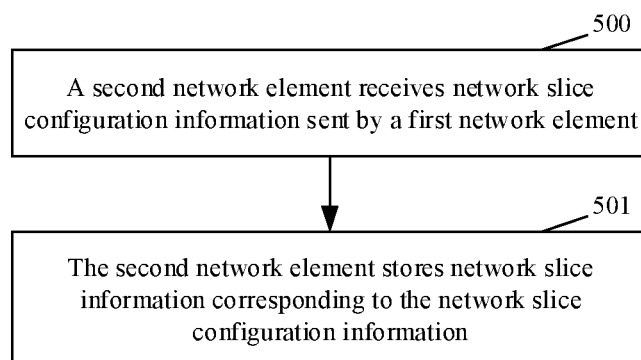 500
A second network element receives network slice
configuration information sent by a first network element
501
The second network element stores network slice
information corresponding to the network slice
configuration information